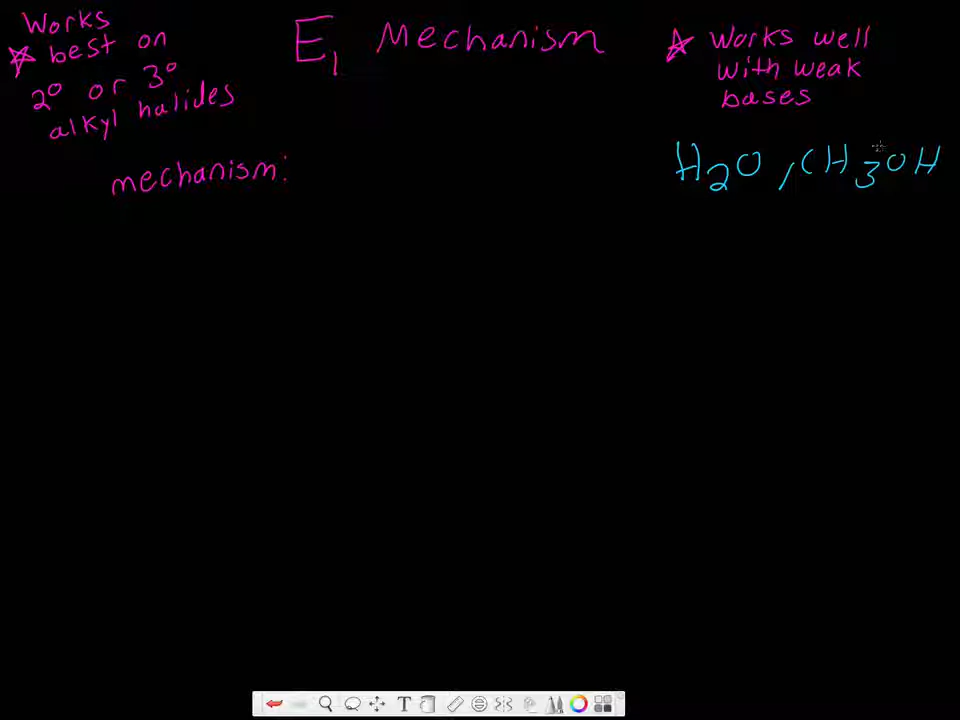 Works
☆ best on
2° or 3°
alkyl halides
E₁ Mechanism
☆ Works well
with weak
bases
H₂O, CH₃OH
mechanism:
T